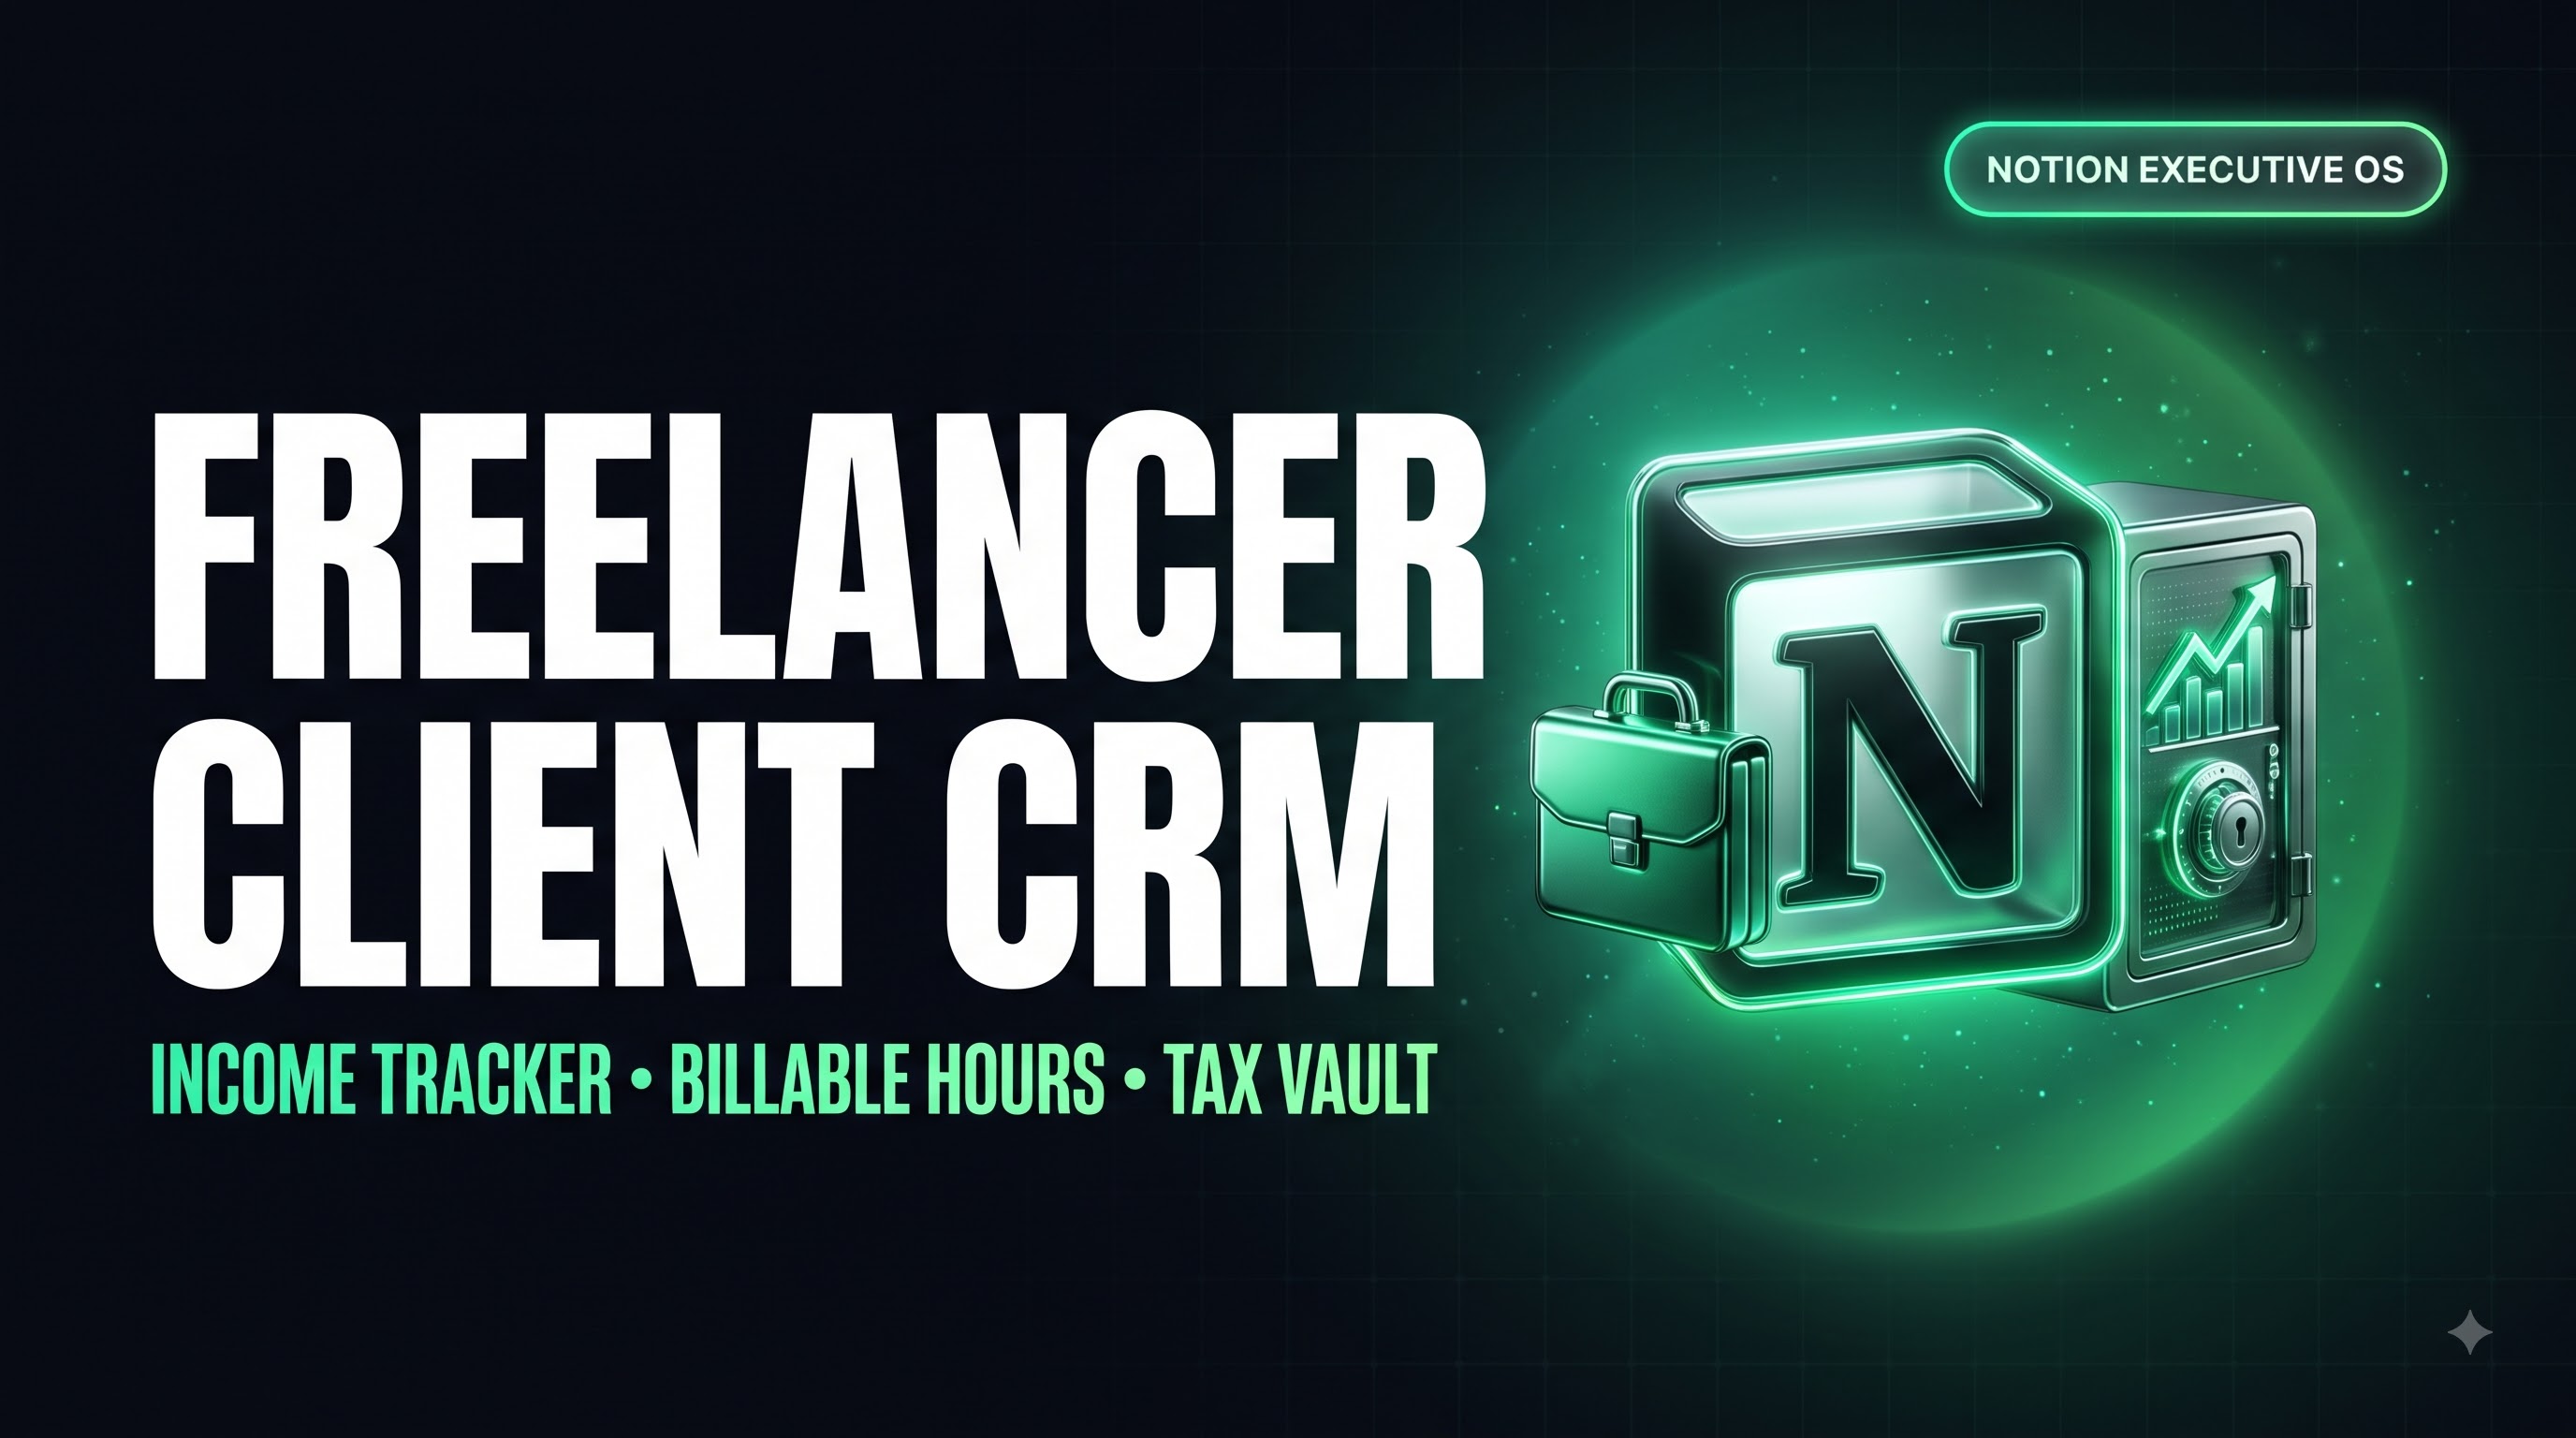 NOTION EXECUTIVE OS
FREELANCER
CLIENT CRM
INCOME TRACKER • BILLABLE HOURS • TAX VAULT
N